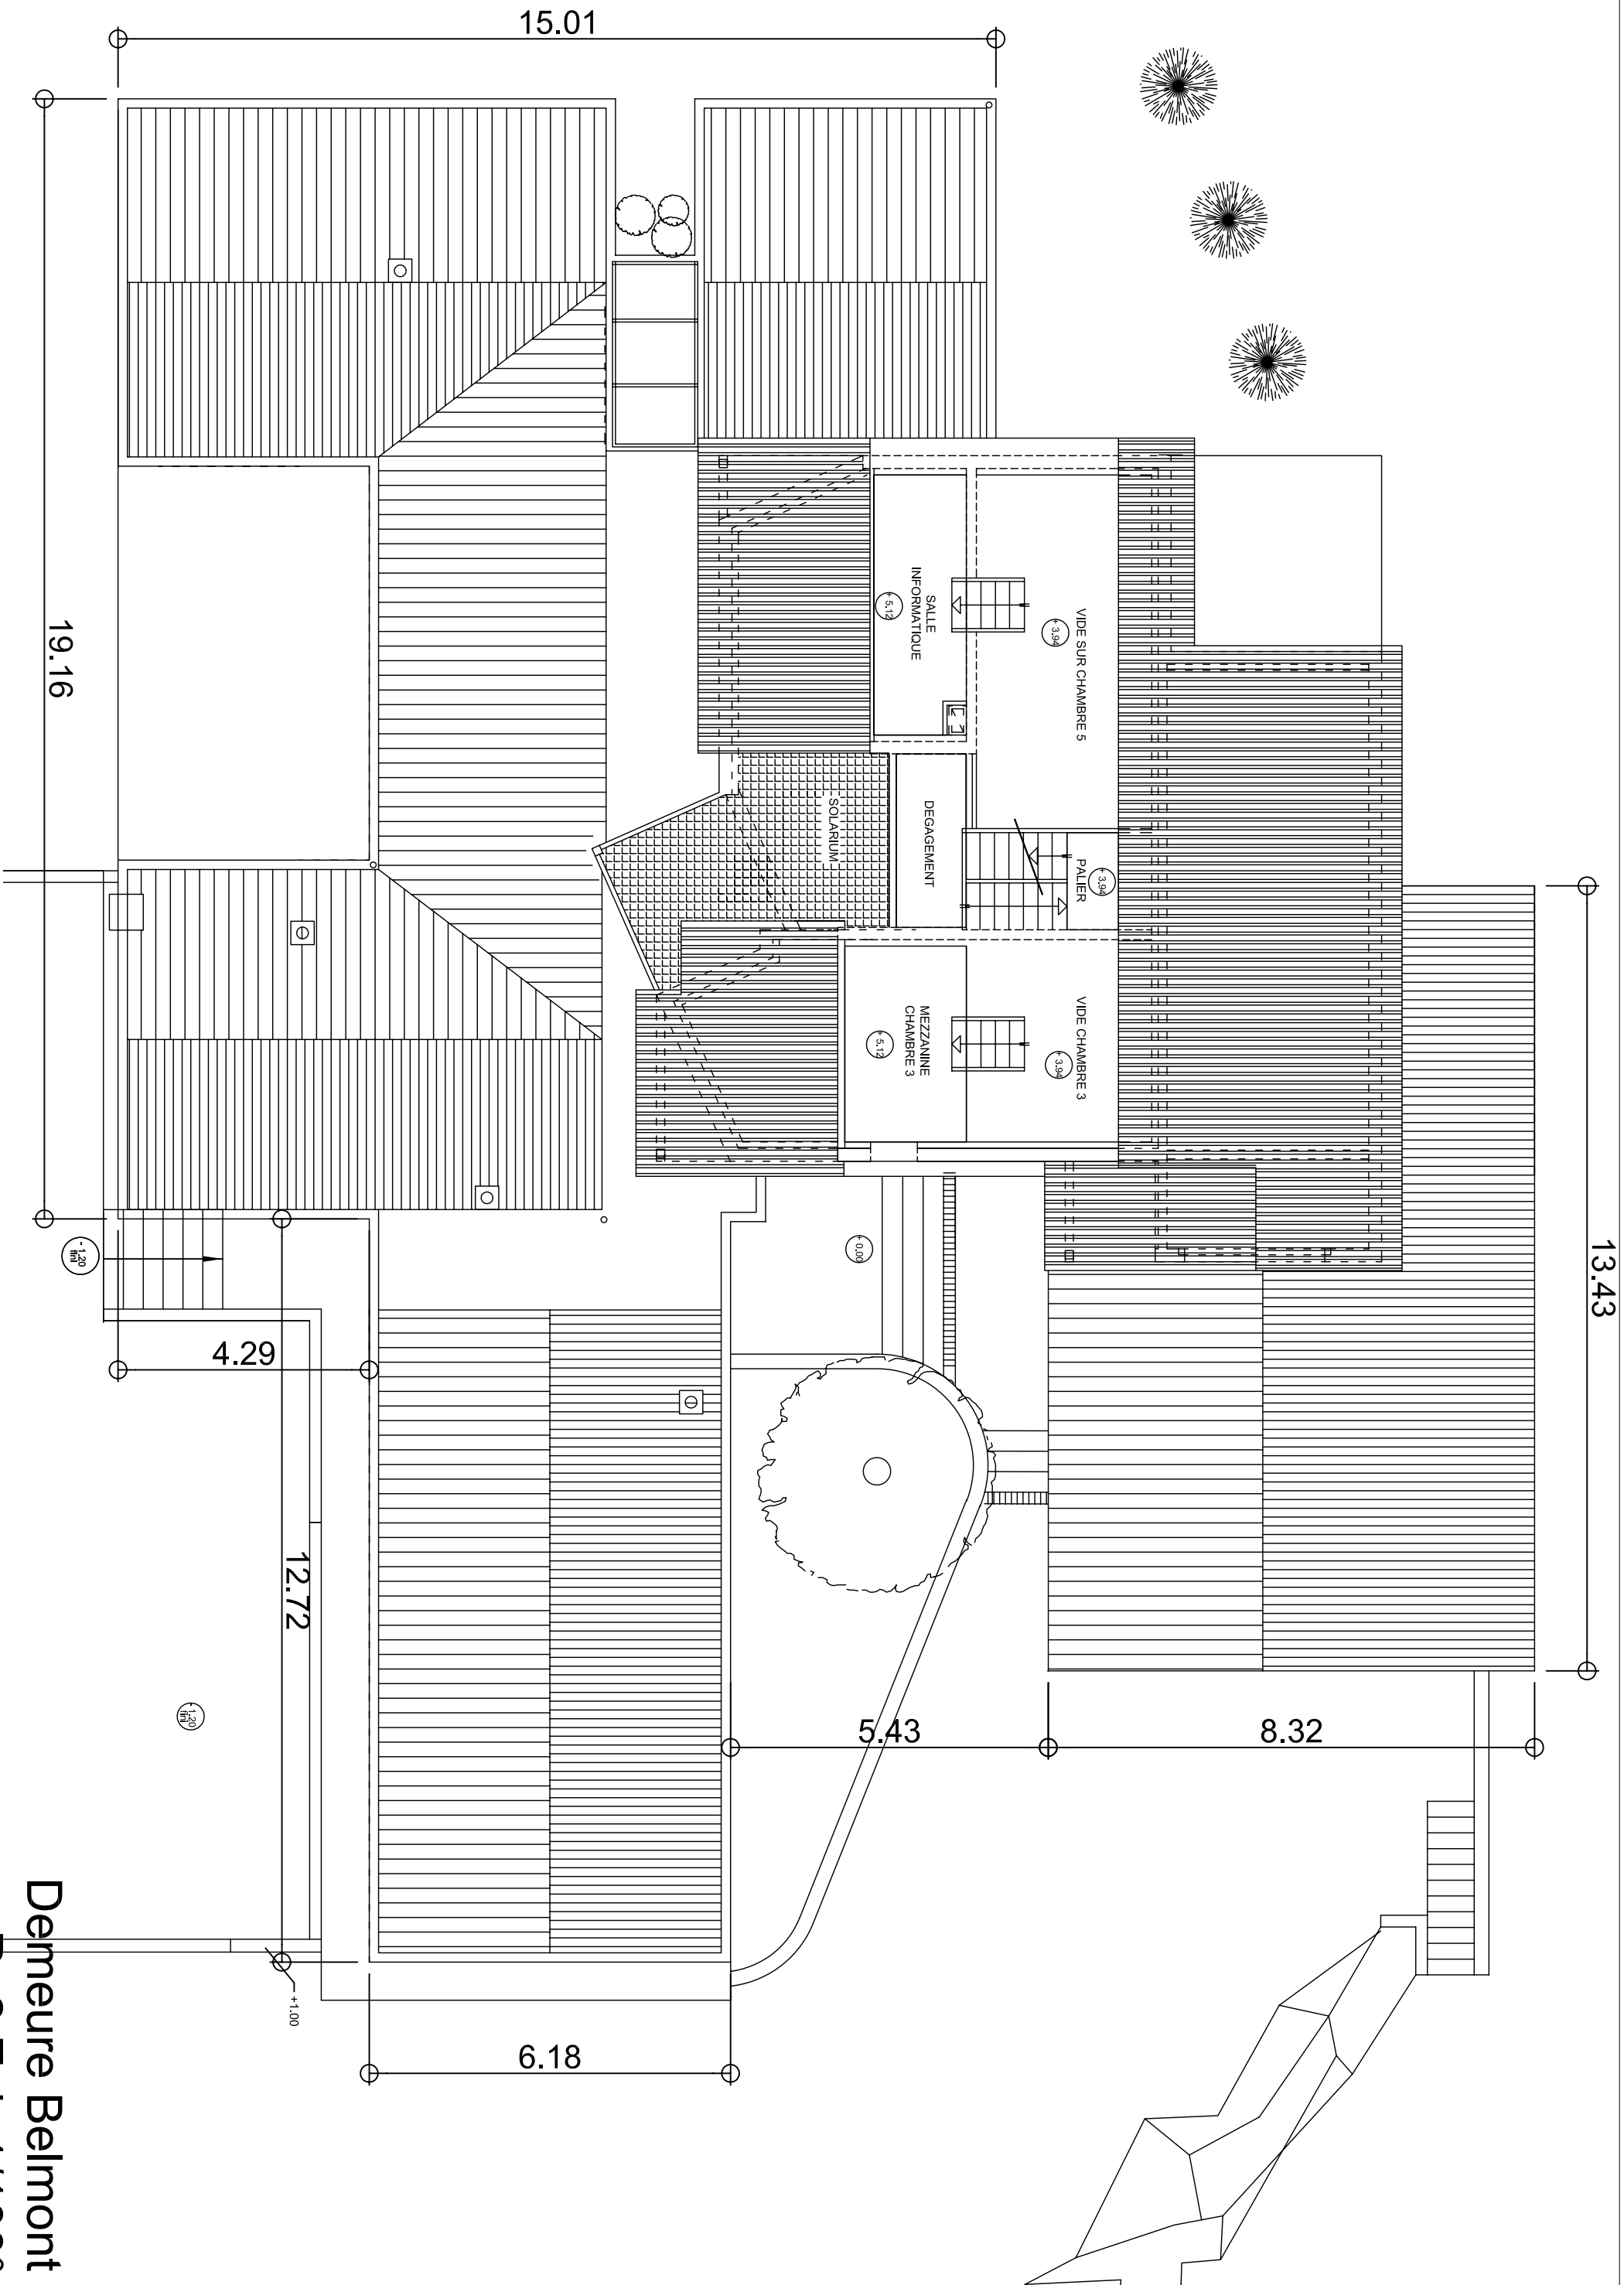 15.01
19.16
13.43
SALLE
INFORMATIQUE
+ 5.12
VIDE SUR CHAMBRE 5
+ 3.94
SOLARIUM
DEGAGEMENT
PALIER
+ 3.94
MEZZANINE
CHAMBRE 3
+ 5.12
VIDE CHAMBRE 3
+ 3.94
+ 0.00
- 1.20
fini
4.29
12.72
5.43
8.32
- 1.20
fini
+1.00
6.18
Demeure Belmont